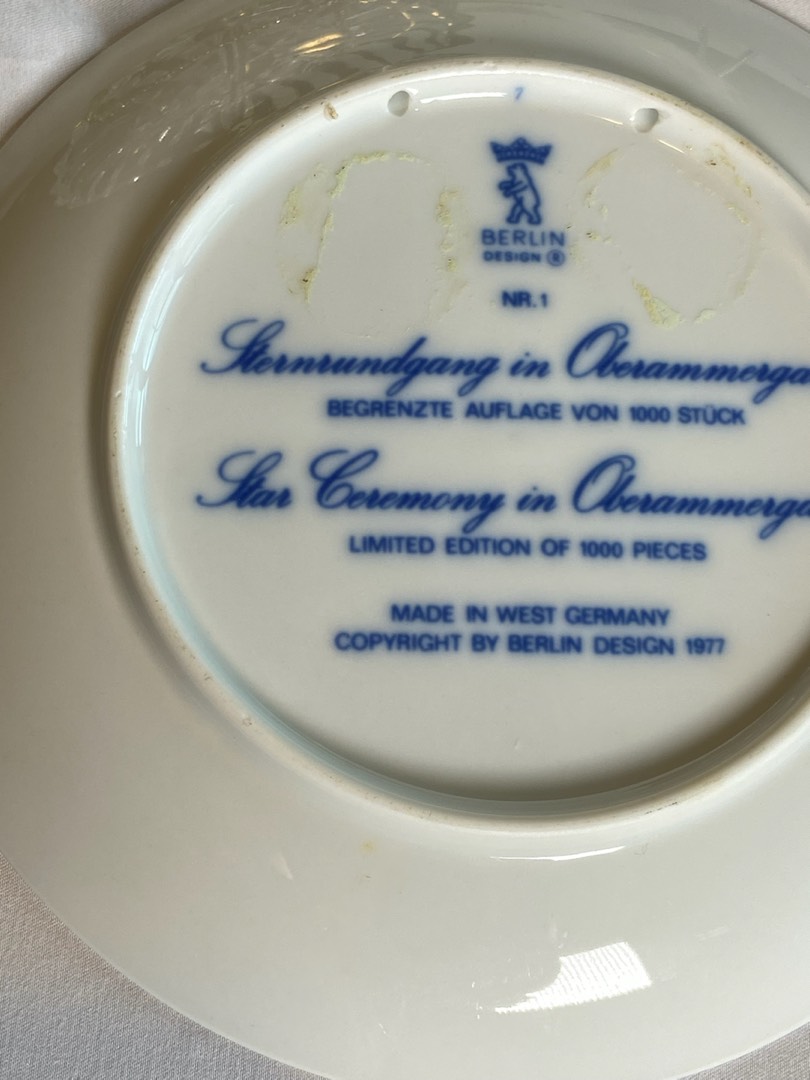 7
BERLIN
DESIGN ®
NR.1
Sternrundgang in Oberammerga
BEGRENZTE AUFLAGE VON 1000 STÜCK
Star Ceremony in Oberammerga
LIMITED EDITION OF 1000 PIECES
MADE IN WEST GERMANY
COPYRIGHT BY BERLIN DESIGN 1977